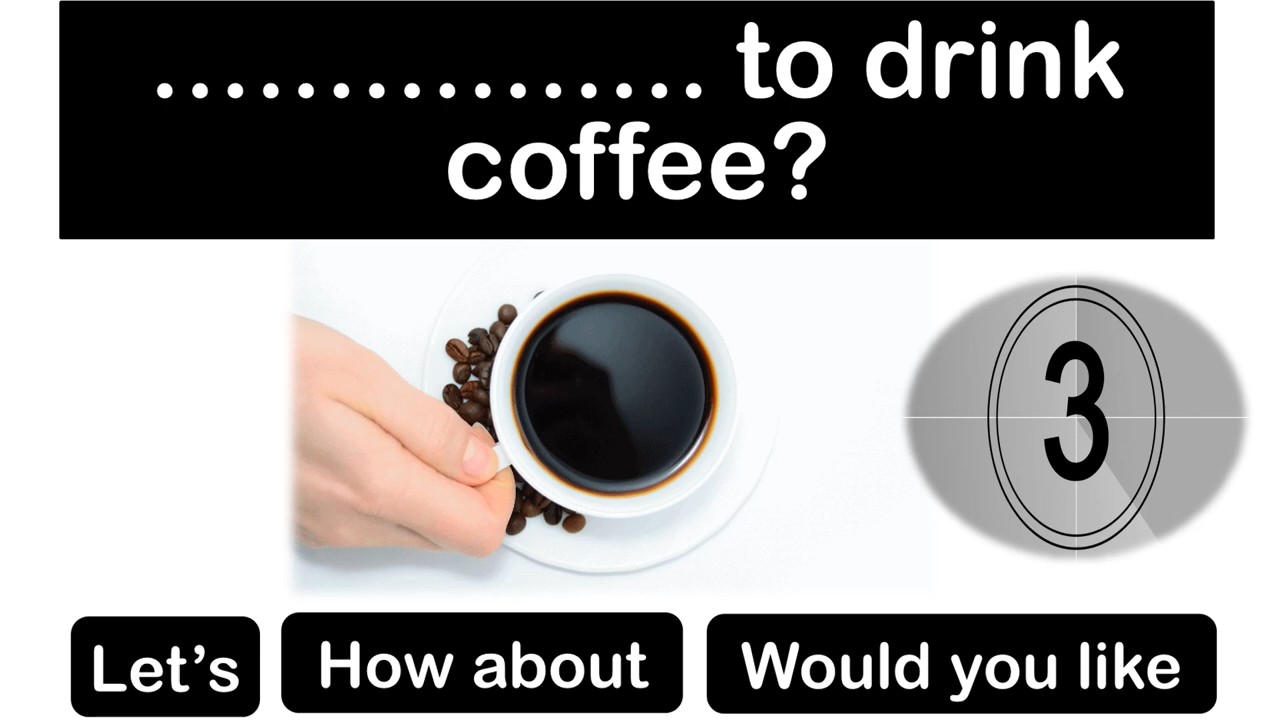 ................ to drink
coffee?
3
Let’s
How about
Would you like